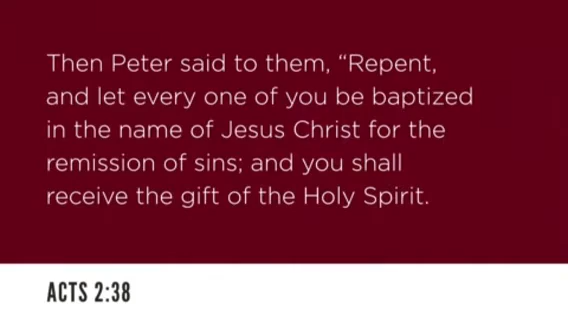 Then Peter said to them, “Repent,
and let every one of you be baptized
in the name of Jesus Christ for the
remission of sins; and you shall
receive the gift of the Holy Spirit.
ACTS 2:38